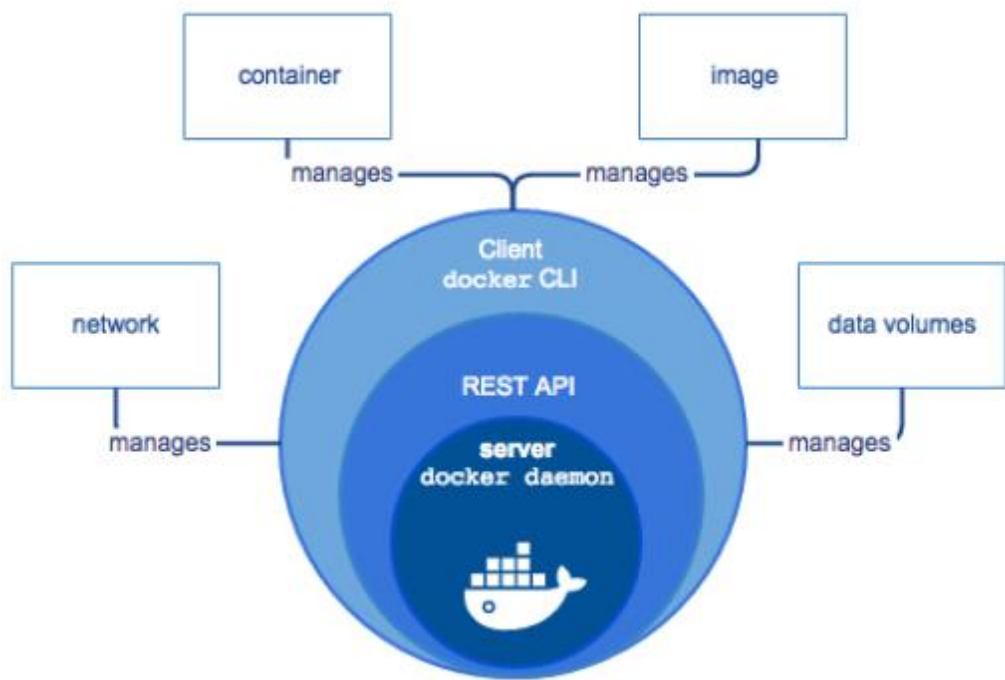 container
image
manages
manages
Client
docker CLI
network
data volumes
REST API
manages
manages
server
docker daemon